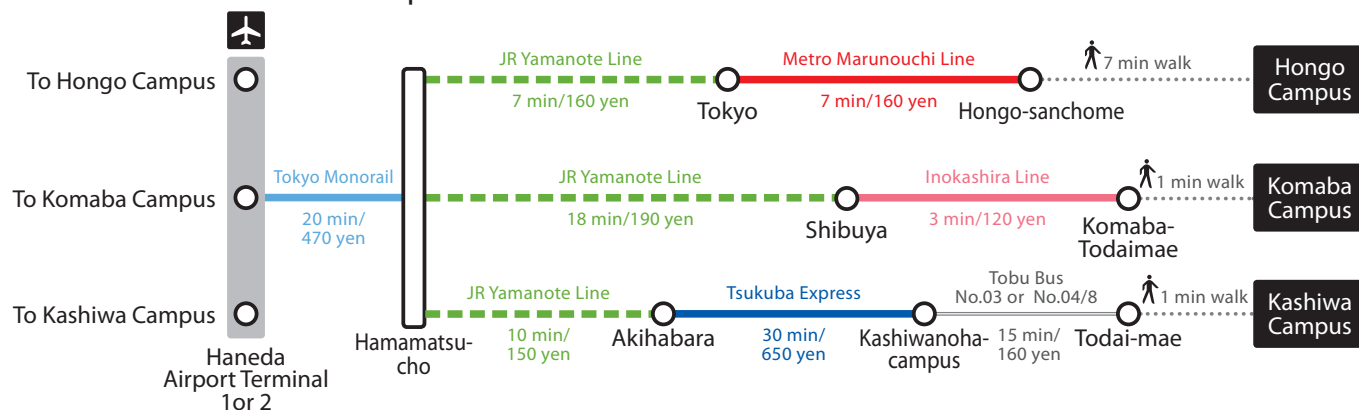 To Hongo Campus
JR Yamanote Line
7 min/160 yen
Tokyo
Metro Marunouchi Line
7 min/160 yen
Hongo-sanchome
7 min walk
Hongo
Campus
To Komaba Campus
Tokyo Monorail
20 min/
470 yen
JR Yamanote Line
18 min/190 yen
Shibuya
Inokashira Line
3 min/120 yen
Komaba-
Todaimae
1 min walk
Komaba
Campus
To Kashiwa Campus
Haneda
Airport Terminal
1or 2
Hamamatsu-
cho
JR Yamanote Line
10 min/
150 yen
Akihabara
Tsukuba Express
30 min/
650 yen
Kashiwanoha-
campus
Tobu Bus
No.03 or No.04/8
15 min/
160 yen
Todai-mae
1 min walk
Kashiwa
Campus